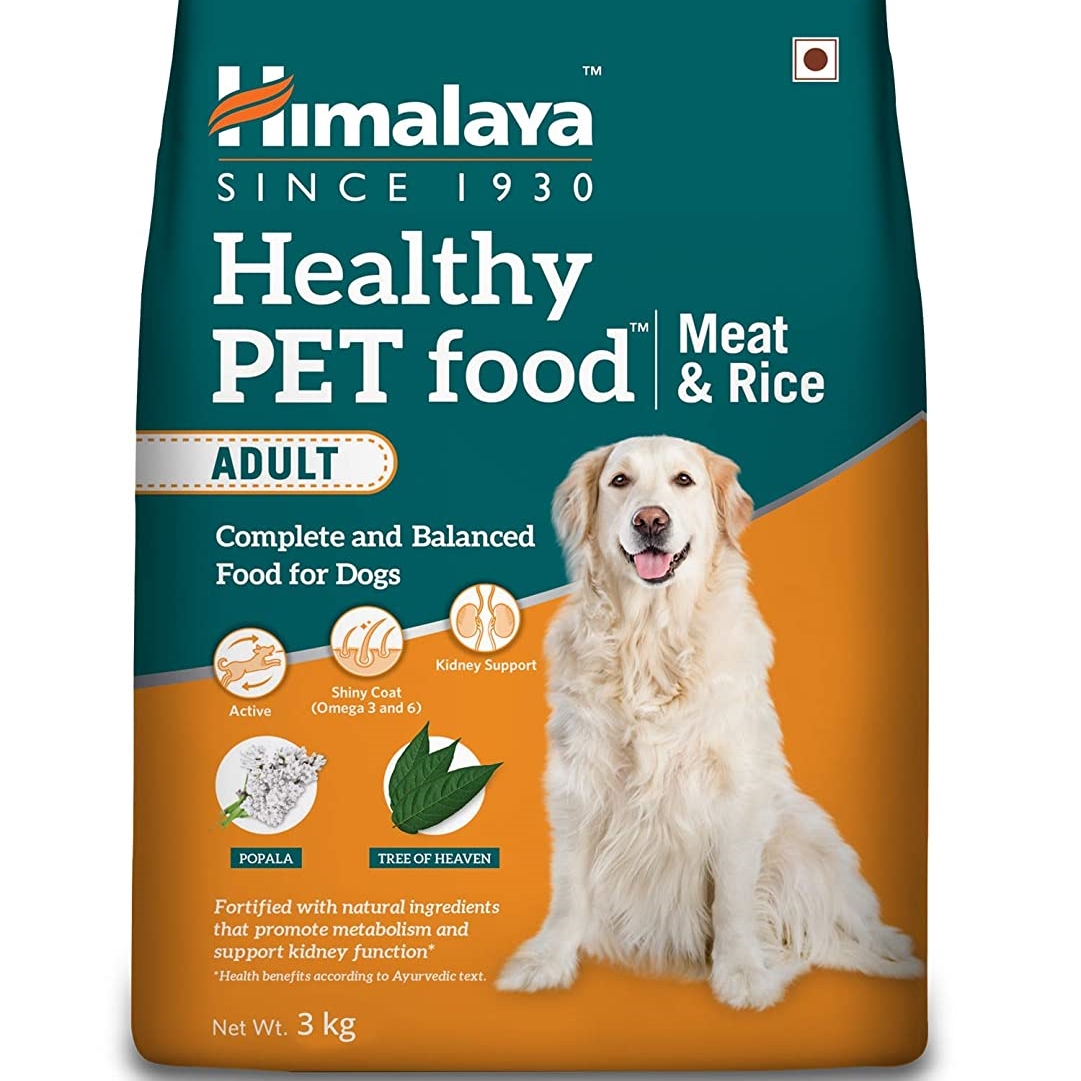 Himalaya™
SINCE 1930
Healthy
PET food™
Meat
& Rice
ADULT
Complete and Balanced
Food for Dogs
Active
Shiny Coat
(Omega 3 and 6)
Kidney Support
POPALA
TREE OF HEAVEN
Fortified with natural ingredients
that promote metabolism and
support kidney function*
*Health benefits according to Ayurvedic text.
Net Wt. 3 kg